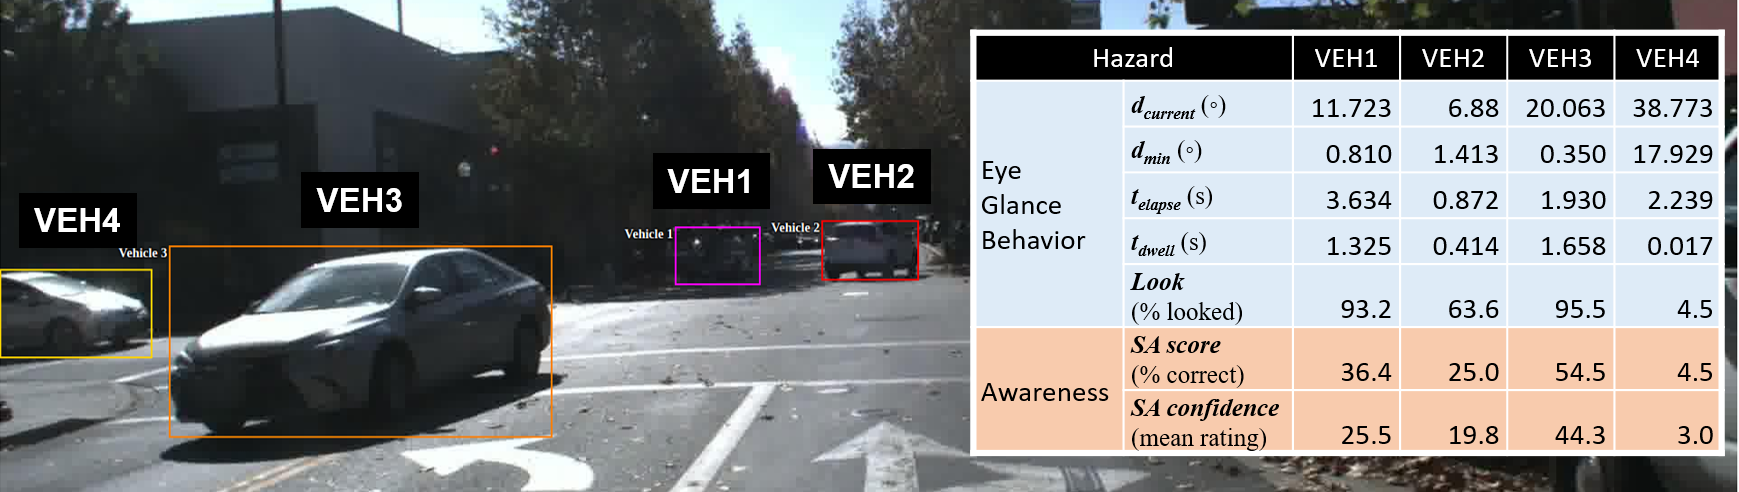 VEH4
VEH3
VEH1
VEH2
Vehicle 3
Vehicle 1
Vehicle 2
Hazard VEH1 VEH2 VEH3 VEH4
Eye Glance Behavior
d_current (◦) 11.723 6.88 20.063 38.773
d_min (◦) 0.810 1.413 0.350 17.929
t_elapse (s) 3.634 0.872 1.930 2.239
t_dwell (s) 1.325 0.414 1.658 0.017
Look
(% looked) 93.2 63.6 95.5 4.5
Awareness
SA score
(% correct) 36.4 25.0 54.5 4.5
SA confidence
(mean rating) 25.5 19.8 44.3 3.0